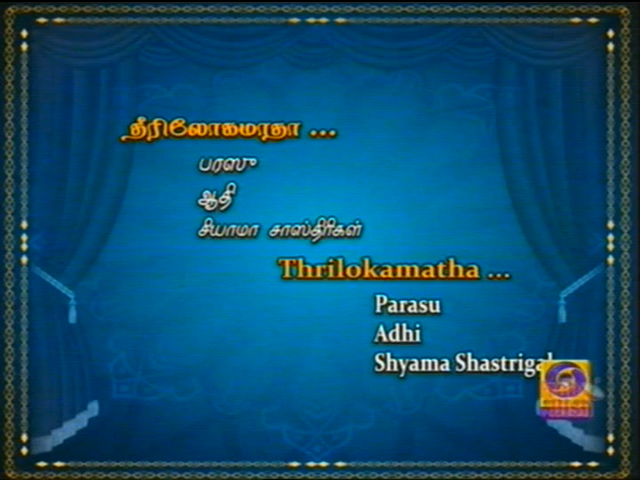 தீரிலோகமாதா ...
பரஸு
ஆதி
சியாமா சாஸ்திரிகள்
Thrilokamatha ...
Parasu
Adhi
Shyama Shastrigal